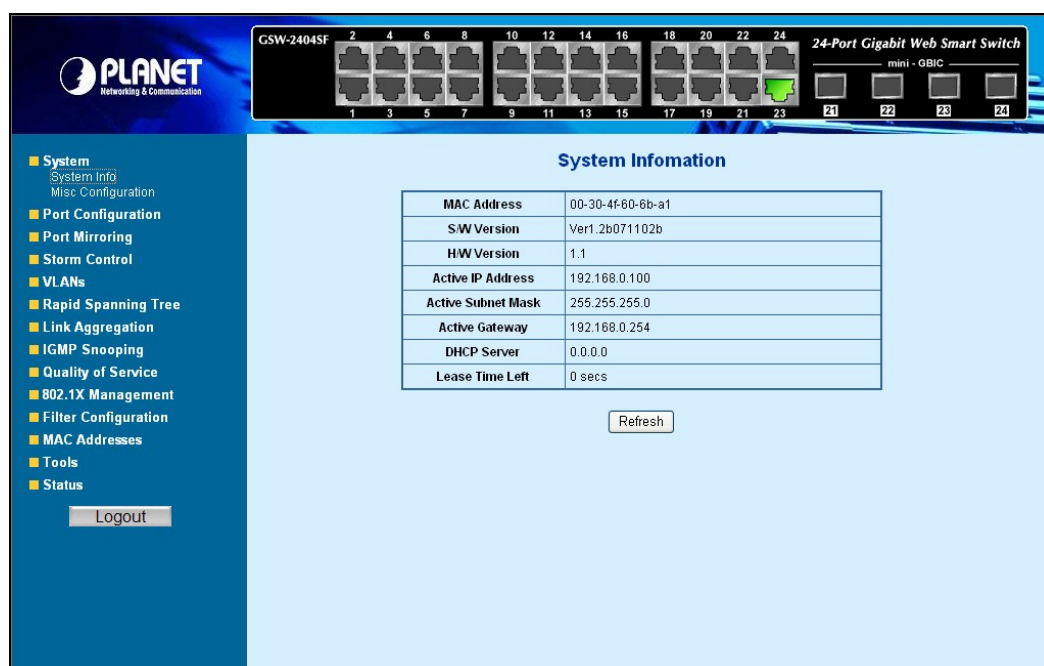 PLANET
Networking & Communication
GSW-2404SF
2 4 6 8 10 12 14 16 18 20 22 24
1 3 5 7 9 11 13 15 17 19 21 23
24-Port Gigabit Web Smart Switch
mini - GBIC
21 22 23 24
System
System Info
Misc Configuration
Port Configuration
Port Mirroring
Storm Control
VLANs
Rapid Spanning Tree
Link Aggregation
IGMP Snooping
Quality of Service
802.1X Management
Filter Configuration
MAC Addresses
Tools
Status
Logout
System Infomation
MAC Address 00-30-4f-60-6b-a1
S/W Version Ver1.2b071102b
H/W Version 1.1
Active IP Address 192.168.0.100
Active Subnet Mask 255.255.255.0
Active Gateway 192.168.0.254
DHCP Server 0.0.0.0
Lease Time Left 0 secs
Refresh